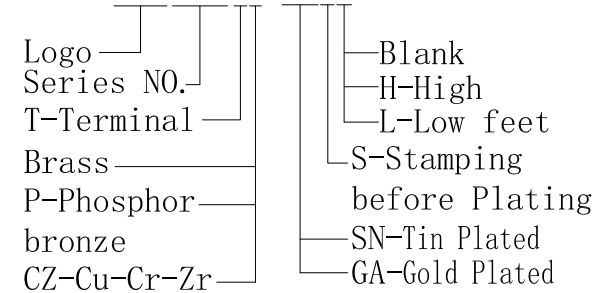 Logo
Series NO.
T-Terminal
Brass
P-Phosphor
bronze
CZ-Cu-Cr-Zr
Blank
H-High
L-Low feet
S-Stamping
before Plating
SN-Tin Plated
GA-Gold Plated